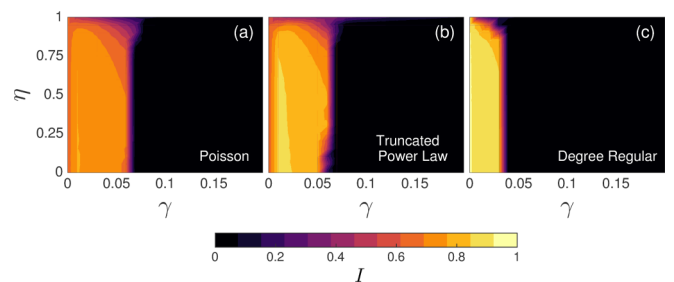 1 (a) (b) (c)
0.75
η 0.5
0.25
Truncated
Poisson Power Law Degree Regular
0
0 0.05 0.1 0.15 0 0.05 0.1 0.15 0 0.05 0.1 0.15
γ γ γ
0 0.2 0.4 0.6 0.8 1
I